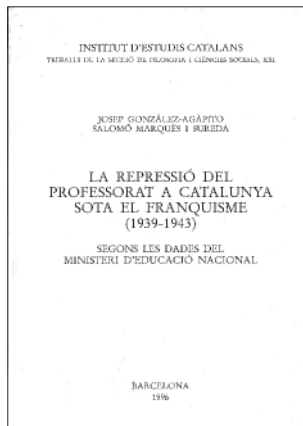 INSTITUT D'ESTUDIS CATALANS
TREBALLS DE LA SECCIÓ DE FILOSOFIA I CIÈNCIES SOCIALS, XXI
JOSEP GONZÁLEZ-AGÀPITO
SALOMÓ MARQUÈS I SUREDA
LA REPRESSIÓ DEL
PROFESSORAT A CATALUNYA
SOTA EL FRANQUISME
(1939-1943)
SEGONS LES DADES DEL
MINISTERI D'EDUCACIÓ NACIONAL
BARCELONA
1996